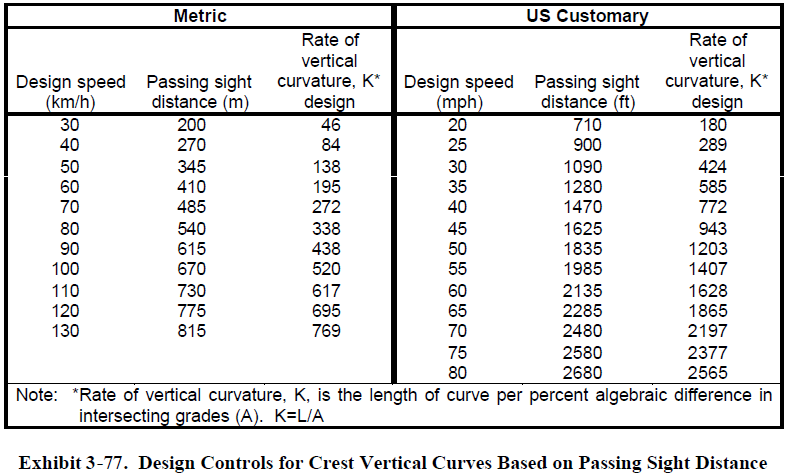 Metric US Customary
Rate of Rate of
vertical vertical
Design speed Passing sight curvature, K* Design speed Passing sight curvature, K*
(km/h) distance (m) design (mph) distance (ft) design
30 200 46 20 710 180
40 270 84 25 900 289
50 345 138 30 1090 424
60 410 195 35 1280 585
70 485 272 40 1470 772
80 540 338 45 1625 943
90 615 438 50 1835 1203
100 670 520 55 1985 1407
110 730 617 60 2135 1628
120 775 695 65 2285 1865
130 815 769 70 2480 2197
75 2580 2377
80 2680 2565
Note: *Rate of vertical curvature, K, is the length of curve per percent algebraic difference in
intersecting grades (A). K=L/A
Exhibit 3-77. Design Controls for Crest Vertical Curves Based on Passing Sight Distance